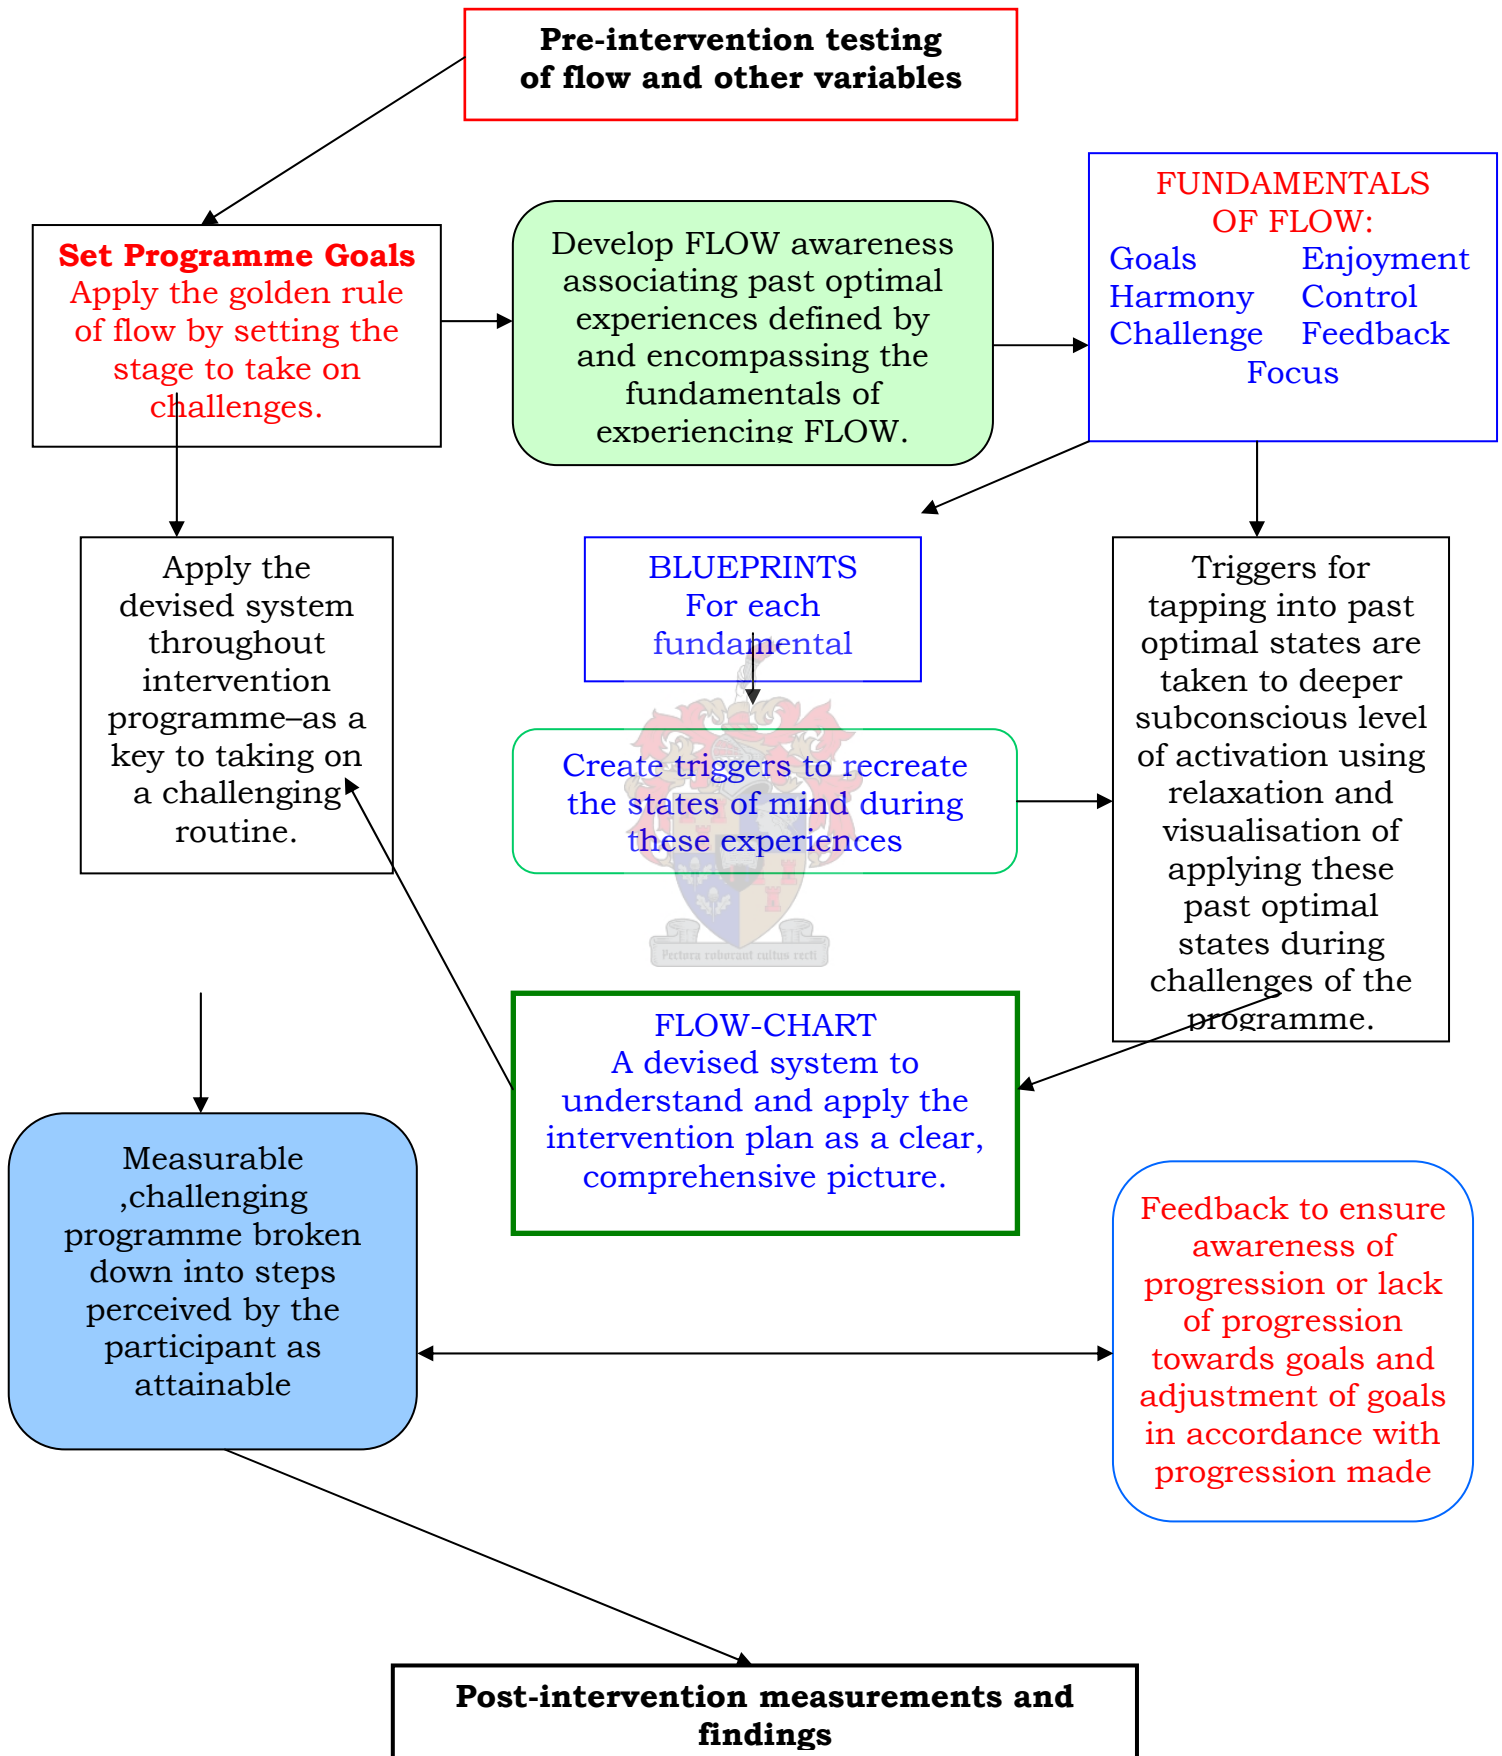 Pre-intervention testing
of flow and other variables
Set Programme Goals
Apply the golden rule
of flow by setting the
stage to take on
challenges.
Develop FLOW awareness
associating past optimal
experiences defined by
and encompassing the
fundamentals of
experiencing FLOW.
FUNDAMENTALS
OF FLOW:
Goals Enjoyment
Harmony Control
Challenge Feedback
Focus
Apply the
devised system
throughout
intervention
programme–as a
key to taking on
a challenging
routine.
BLUEPRINTS
For each
fundamental
Create triggers to recreate
the states of mind during
these experiences
Triggers for
tapping into past
optimal states are
taken to deeper
subconscious level
of activation using
relaxation and
visualisation of
applying these
past optimal
states during
challenges of the
programme.
Pectora roborant cultus recti
FLOW-CHART
A devised system to
understand and apply the
intervention plan as a clear,
comprehensive picture.
Measurable
,challenging
programme broken
down into steps
perceived by the
participant as
attainable
Feedback to ensure
awareness of
progression or lack
of progression
towards goals and
adjustment of goals
in accordance with
progression made
Post-intervention measurements and
findings